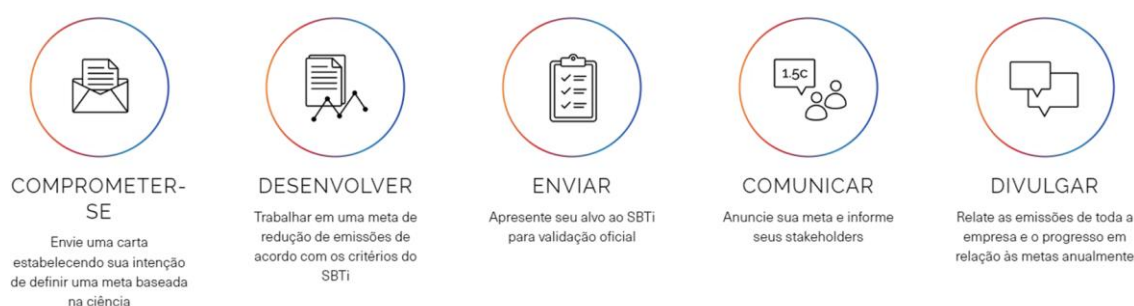 1.5c
COMPROMETER-
SE
Envie uma carta
estabelecendo sua intenção
de definir uma meta baseada
na ciência
DESENVOLVER
Trabalhar em uma meta de
redução de emissões de
acordo com os critérios do
SBTi
ENVIAR
Apresente seu alvo ao SBTi
para validação oficial
COMUNICAR
Anuncie sua meta e informe
seus stakeholders
DIVULGAR
Relate as emissões de toda a
empresa e o progresso em
relação às metas anualmente